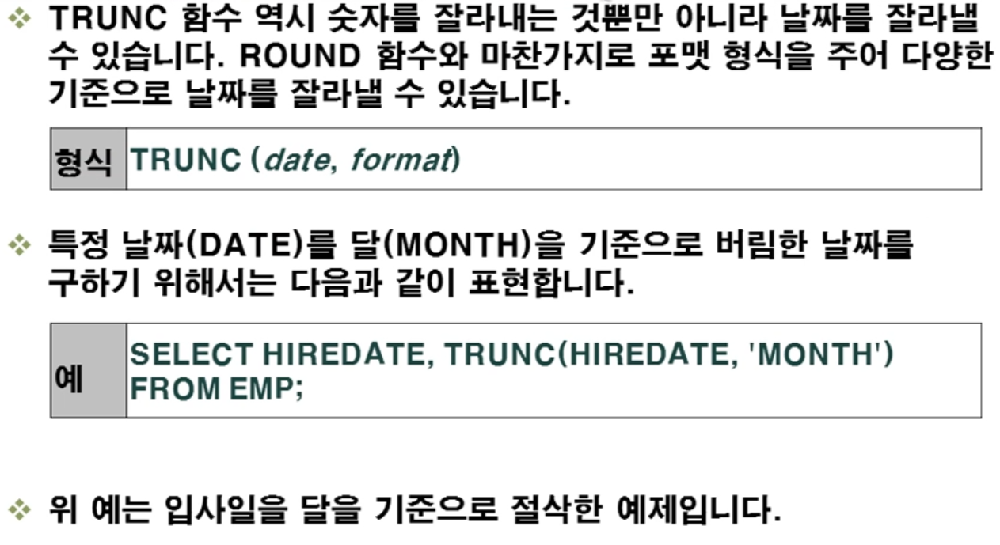 TRUNC 함수 역시 숫자를 잘라내는 것뿐만 아니라 날짜를 잘라낼
수 있습니다. ROUND 함수와 마찬가지로 포맷 형식을 주어 다양한
기준으로 날짜를 잘라낼 수 있습니다.
형식 TRUNC (date, format)
특정 날짜(DATE)를 달(MONTH)을 기준으로 버림한 날짜를
구하기 위해서는 다음과 같이 표현합니다.
예 SELECT HIREDATE, TRUNC(HIREDATE, 'MONTH')
FROM EMP;
위 예는 입사일을 달을 기준으로 절삭한 예제입니다.